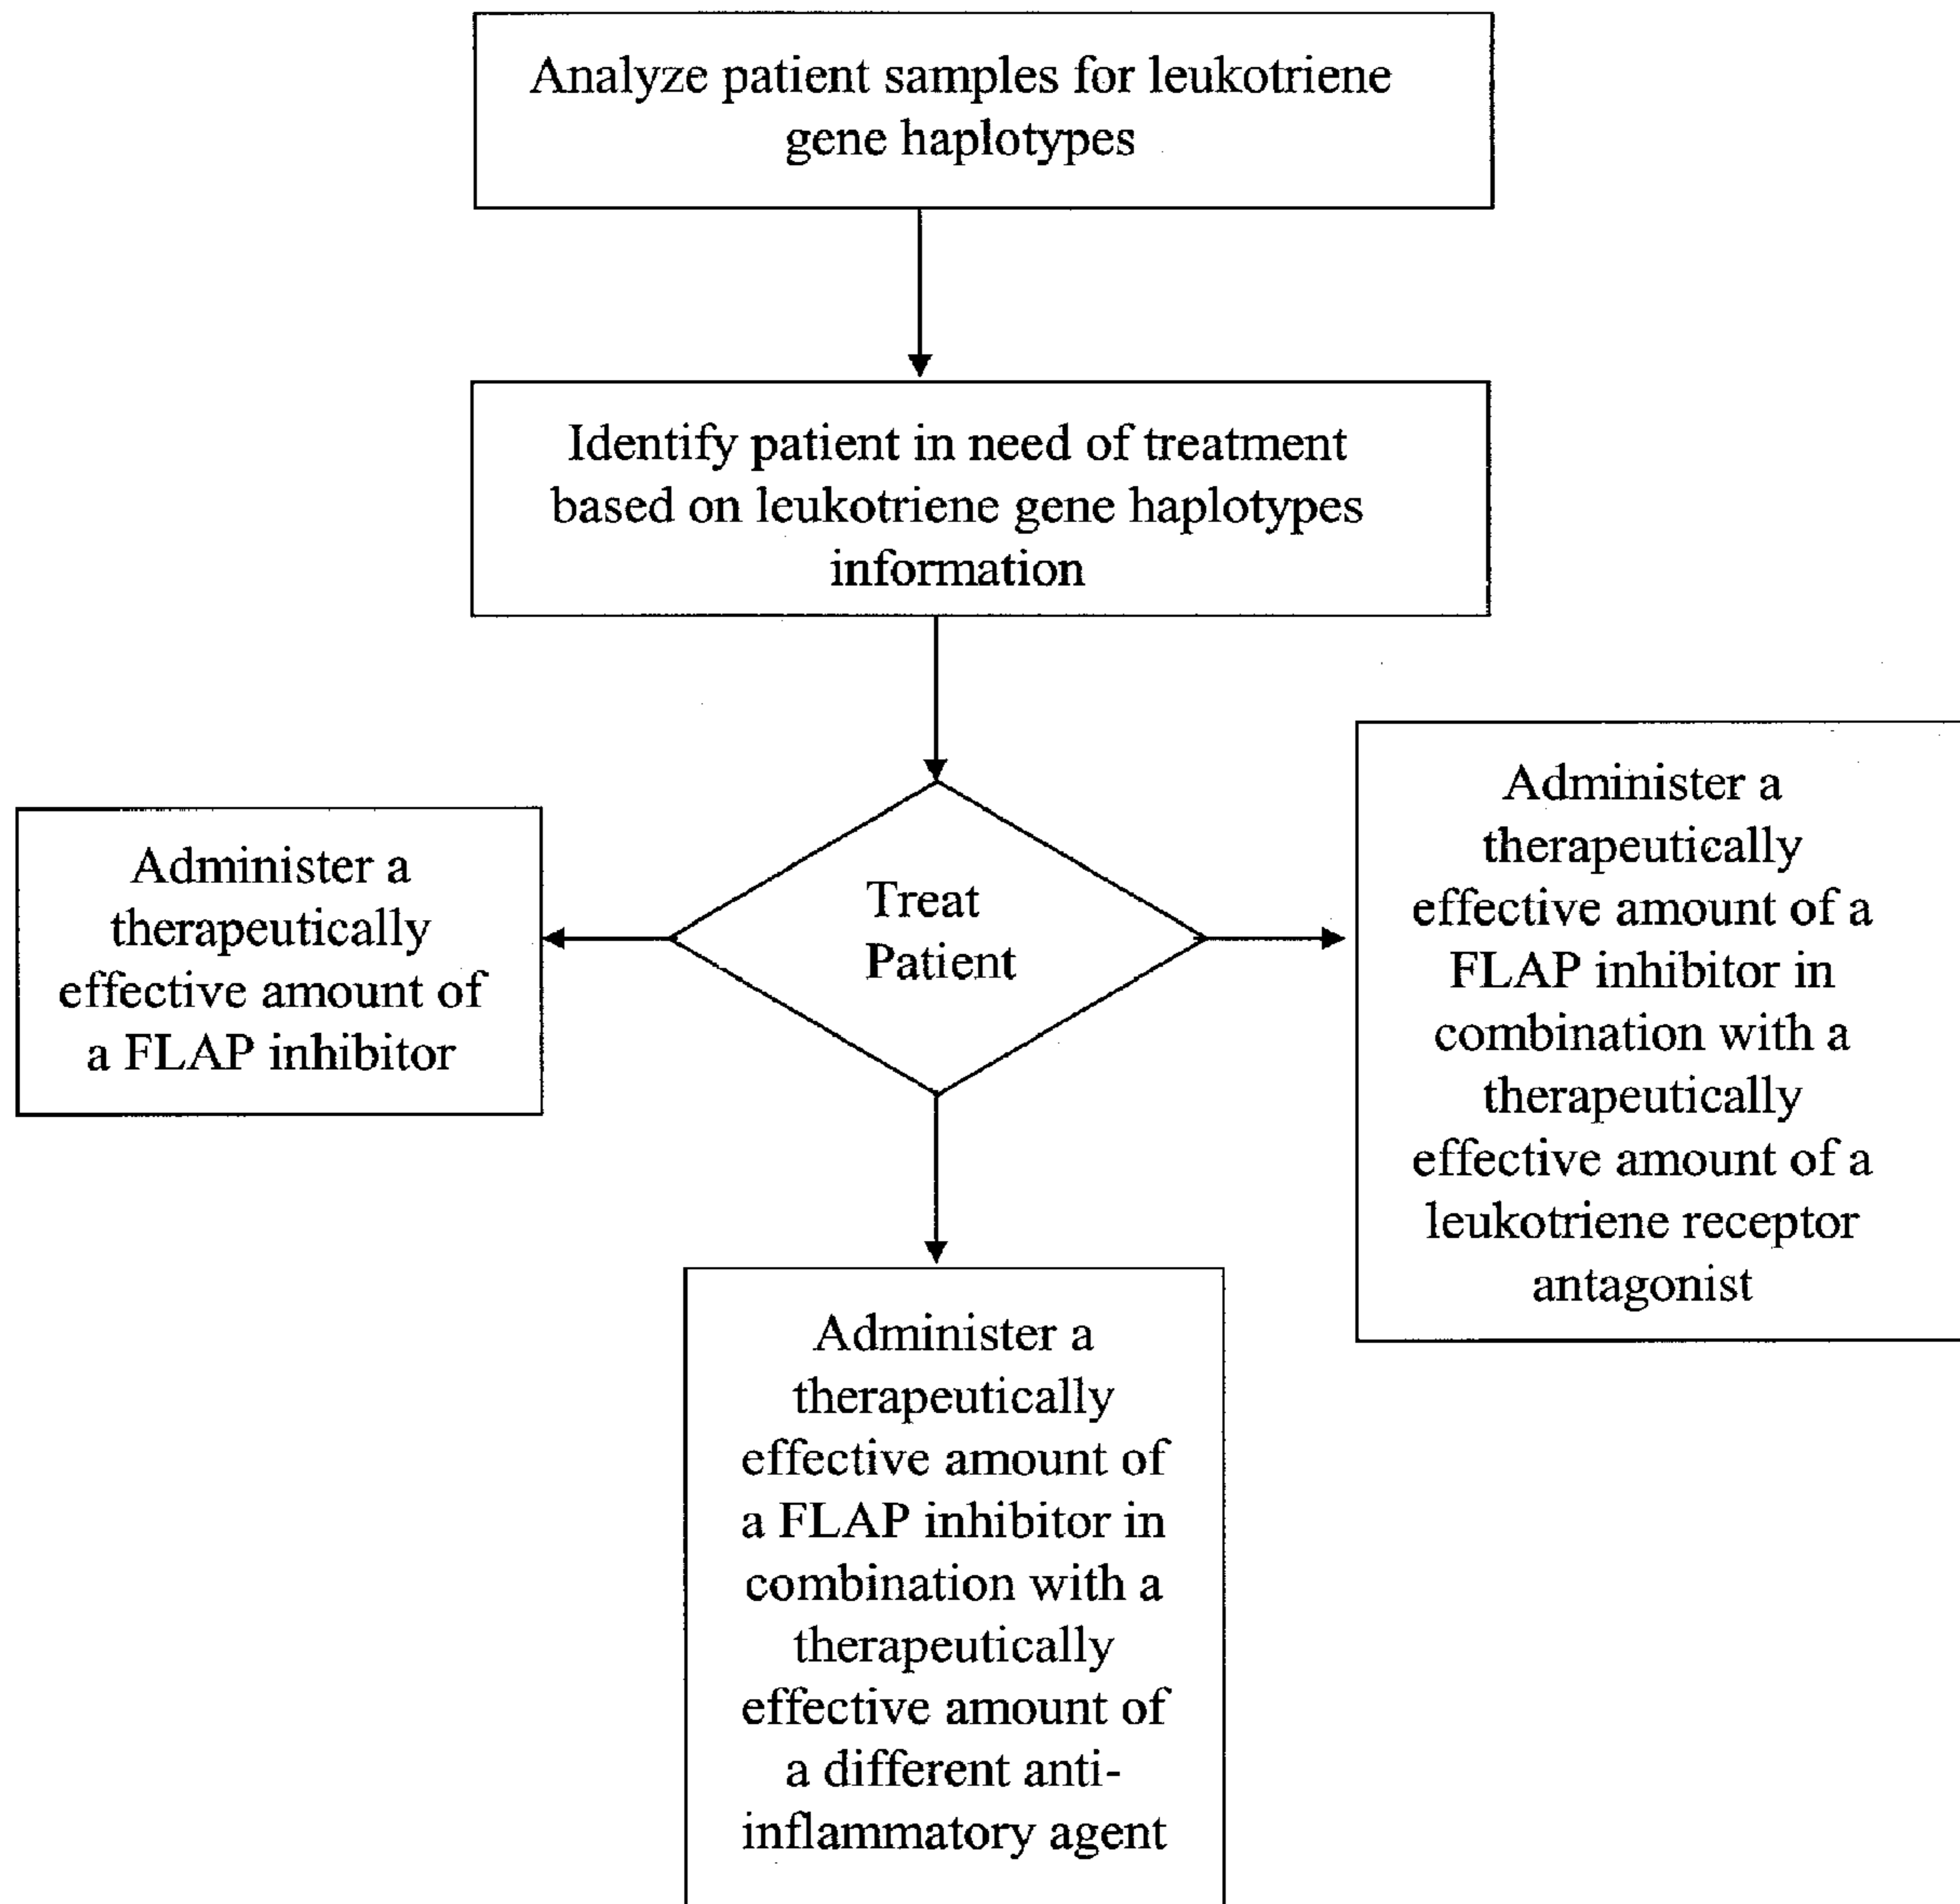 Analyze patient samples for leukotriene
gene haplotypes
Identify patient in need of treatment
based on leukotriene gene haplotypes
information
Treat
Patient
Administer a
therapeutically
effective amount of
a FLAP inhibitor
Administer a
therapeutically
effective amount of a
FLAP inhibitor in
combination with a
therapeutically
effective amount of a
leukotriene receptor
antagonist
Administer a
therapeutically
effective amount of
a FLAP inhibitor in
combination with a
therapeutically
effective amount of
a different anti-
inflammatory agent